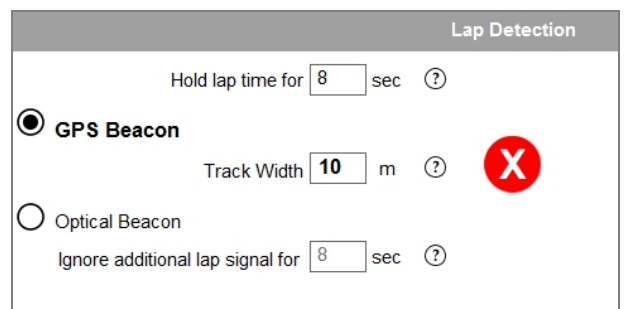 Lap Detection
Hold lap time for 8 sec ?
GPS Beacon
Track Width 10 m ?
X
Optical Beacon
Ignore additional lap signal for 8 sec ?